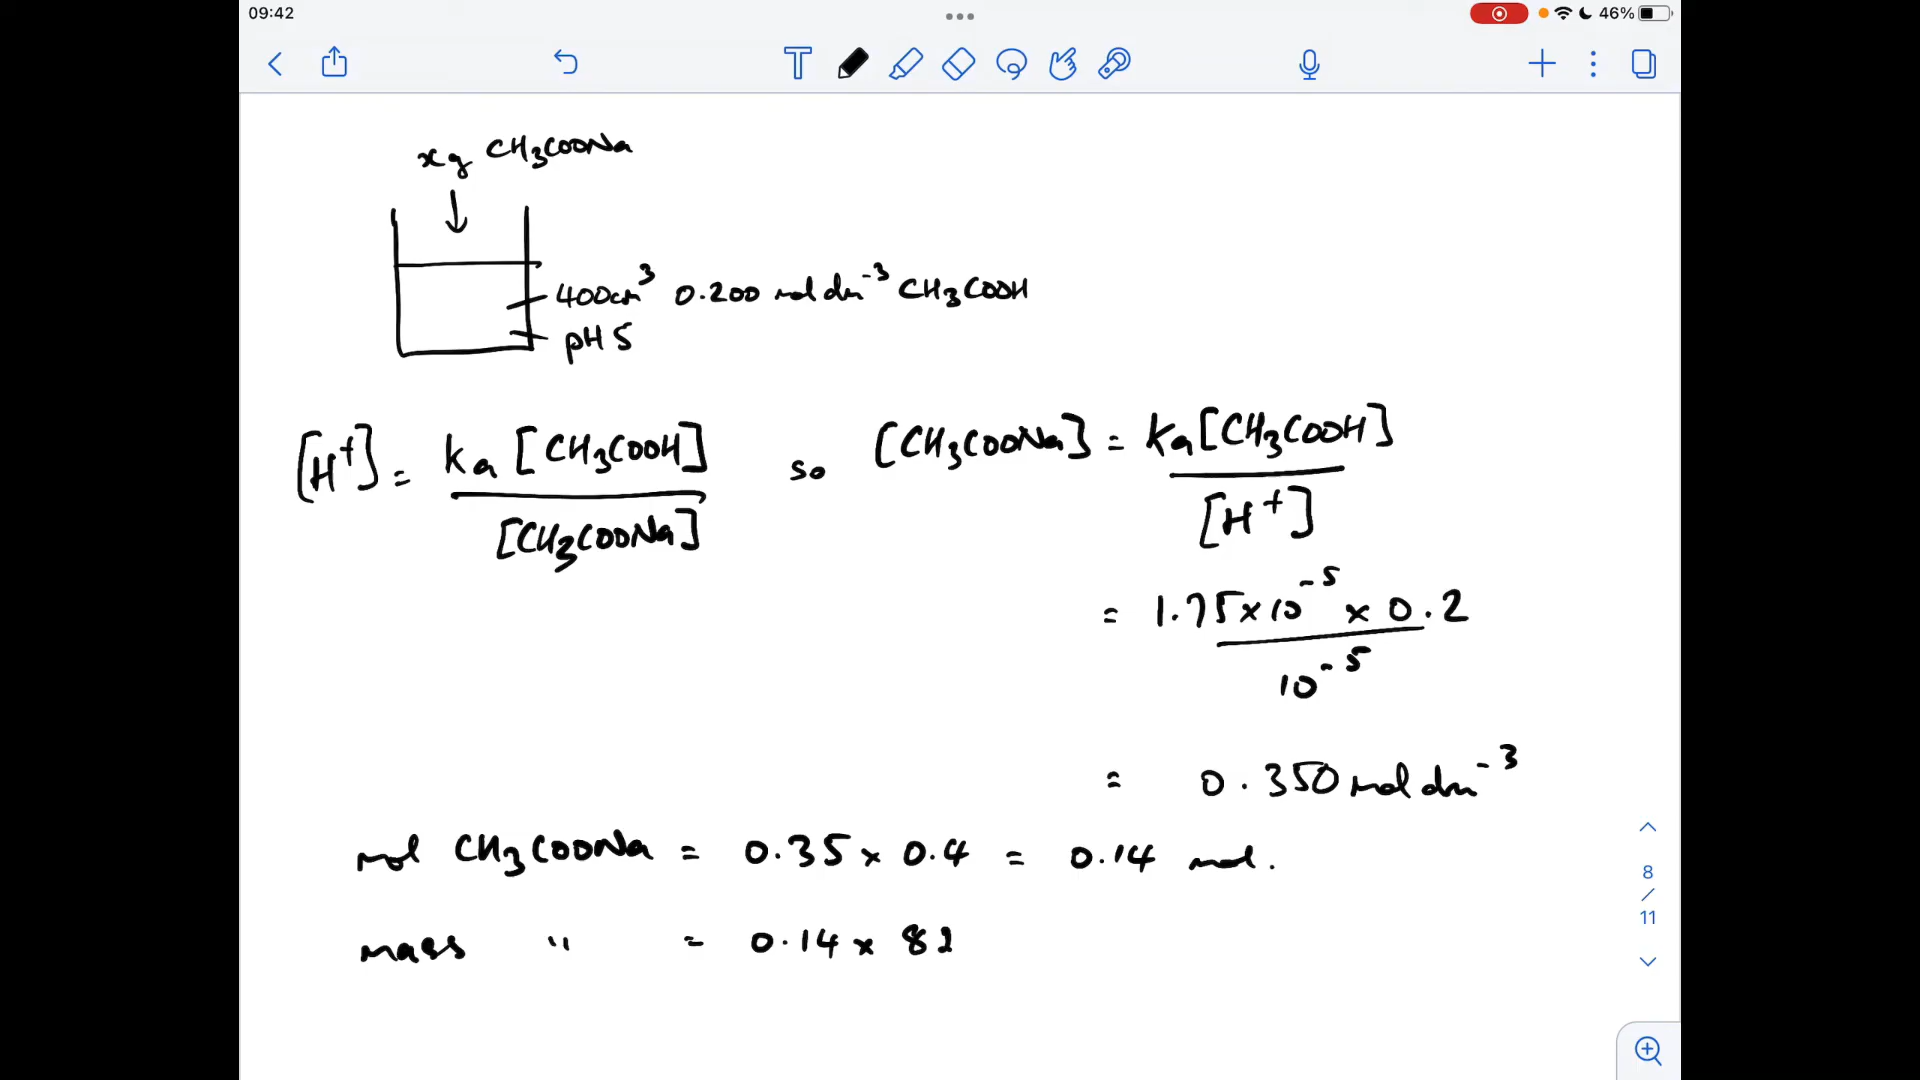 09:42
46%
x g CH₃COONa
↓
400cm³ 0.200 mol dm⁻³ CH₃COOH
pH 5
[H⁺] = ka [CH₃COOH] / [CH₃COONa] so [CH₃COONa] = Ka[CH₃COOH] / [H⁺]
= 1.75 × 10⁻⁵ × 0.2 / 10⁻⁵
= 0.350 mol dm⁻³
mol CH₃COONa = 0.35 × 0.4 = 0.14 mol.
mass " = 0.14 × 82
8
/
11